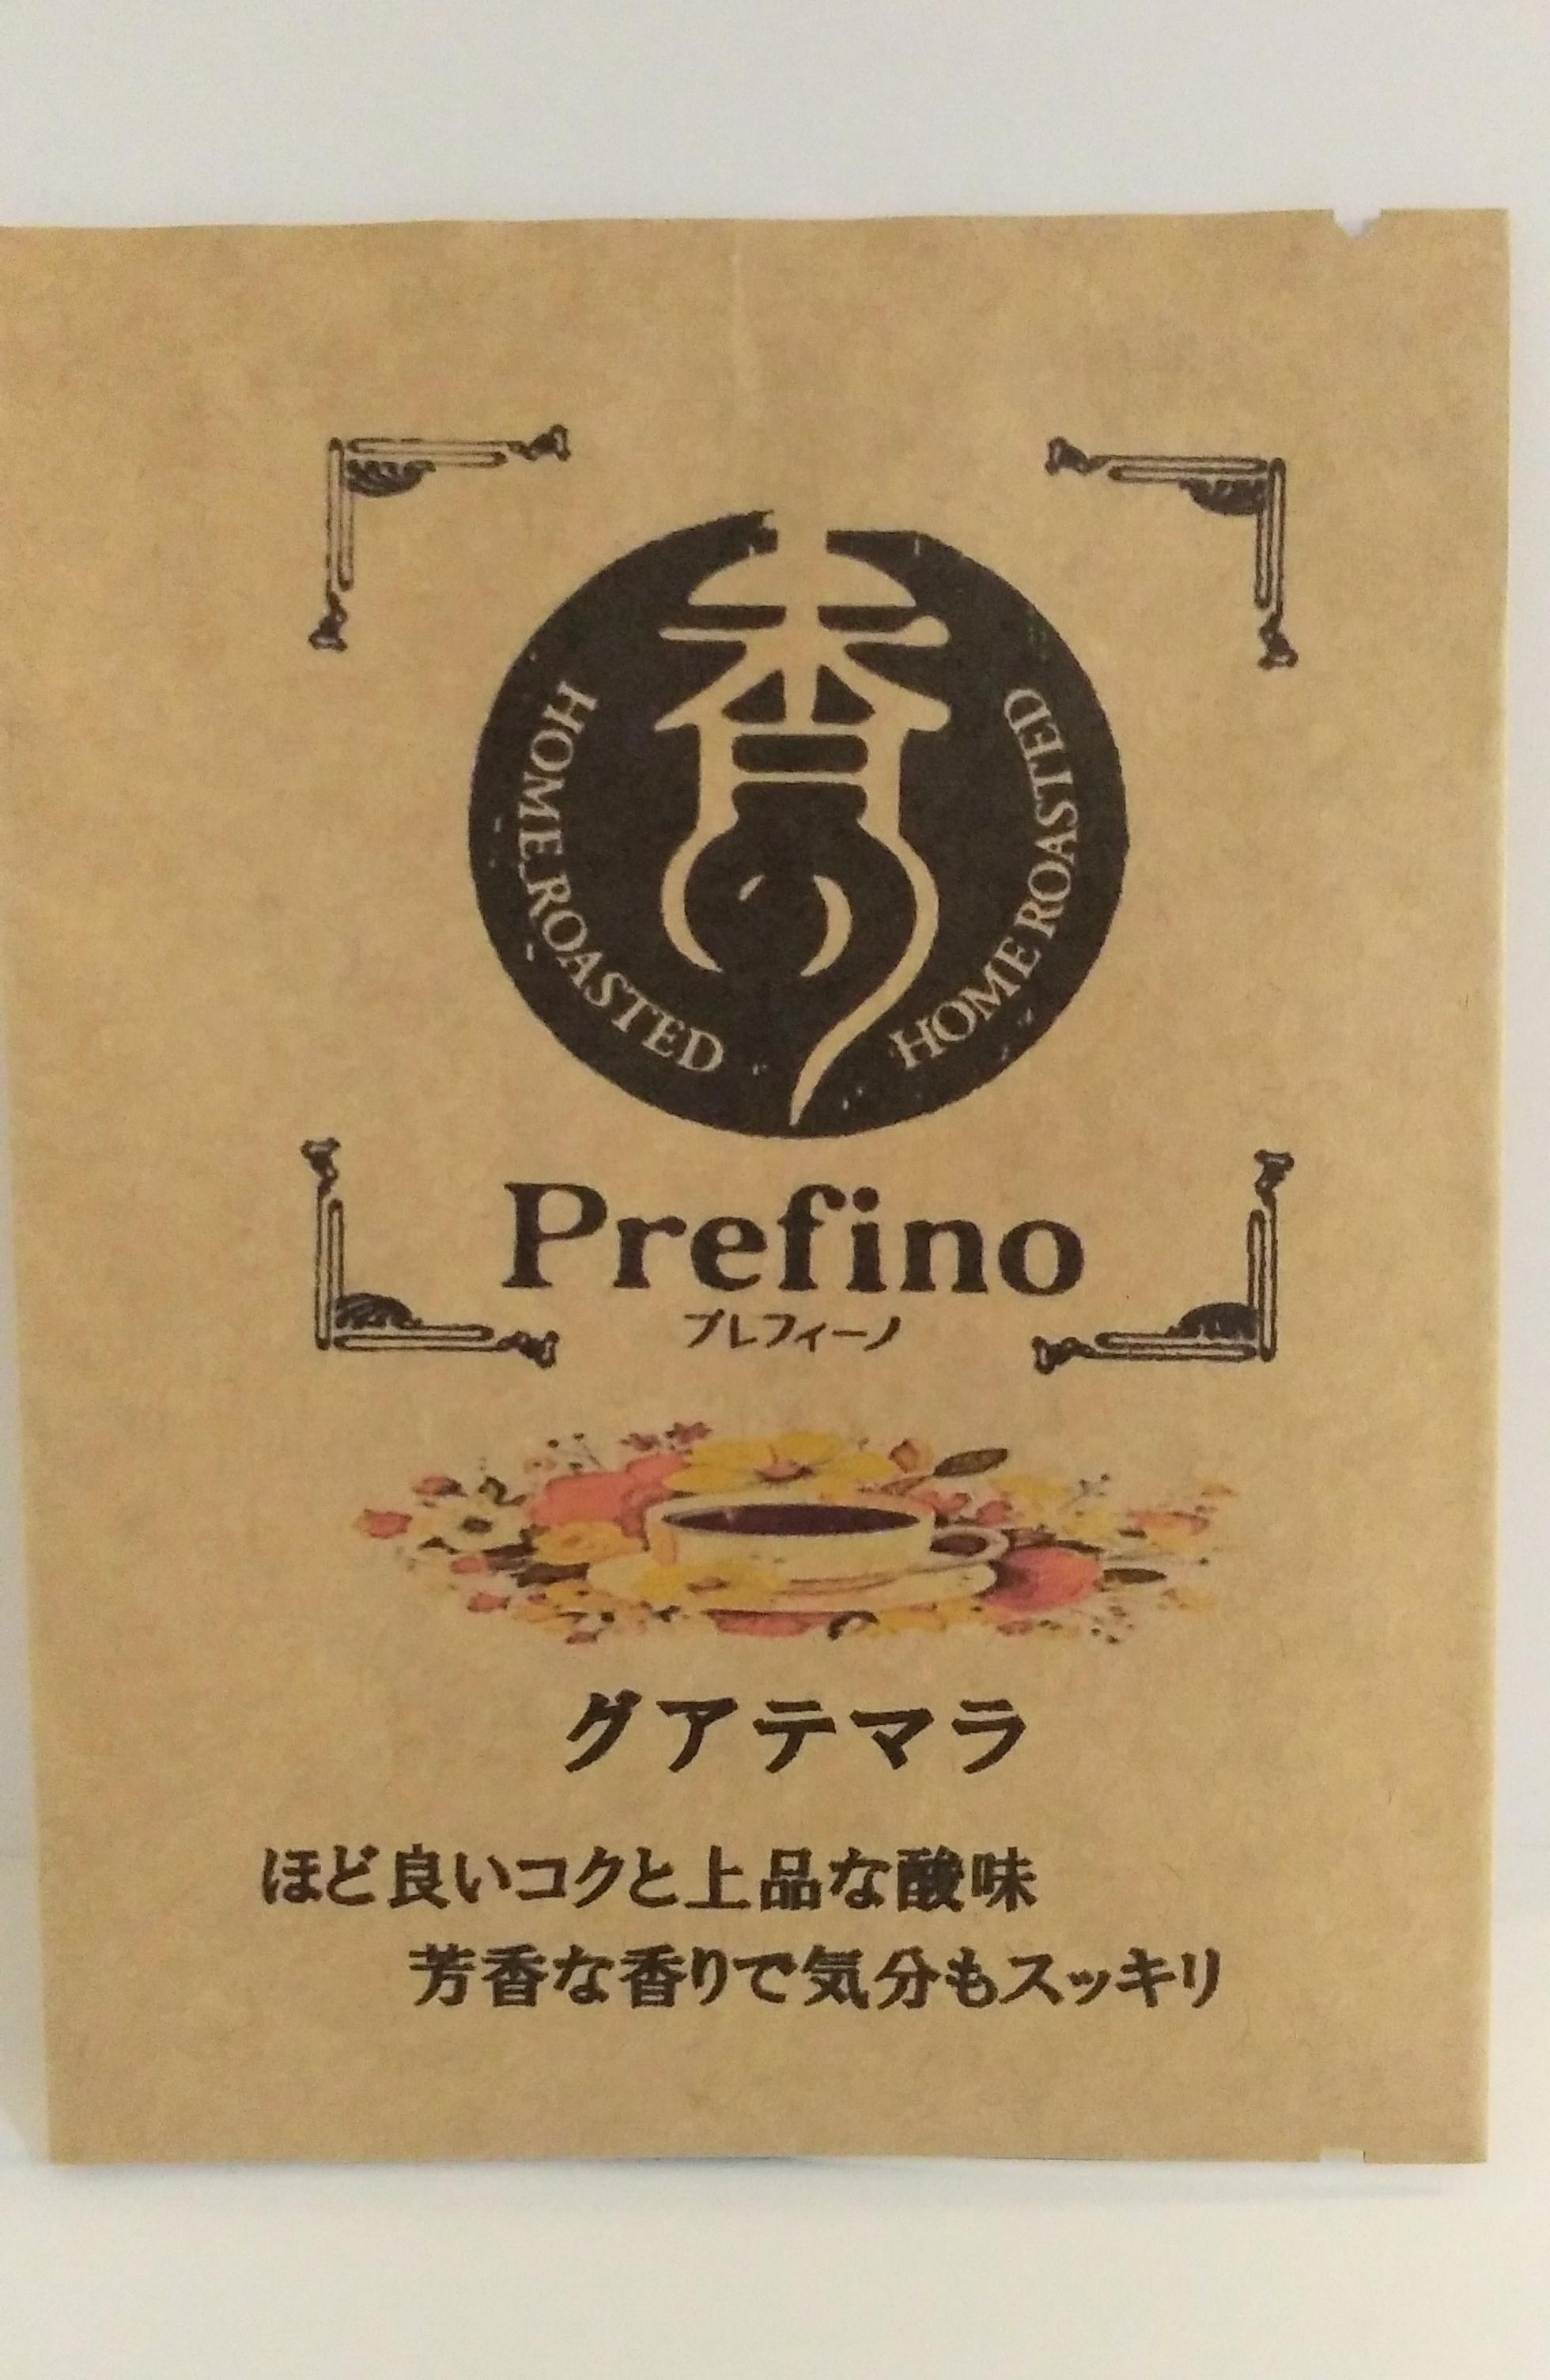 香
HOME ROASTED
HOME ROASTED
Prefino
プレフィーノ
グアテマラ
ほど良いコクと上品な酸味
芳香な香りで気分もスッキリ